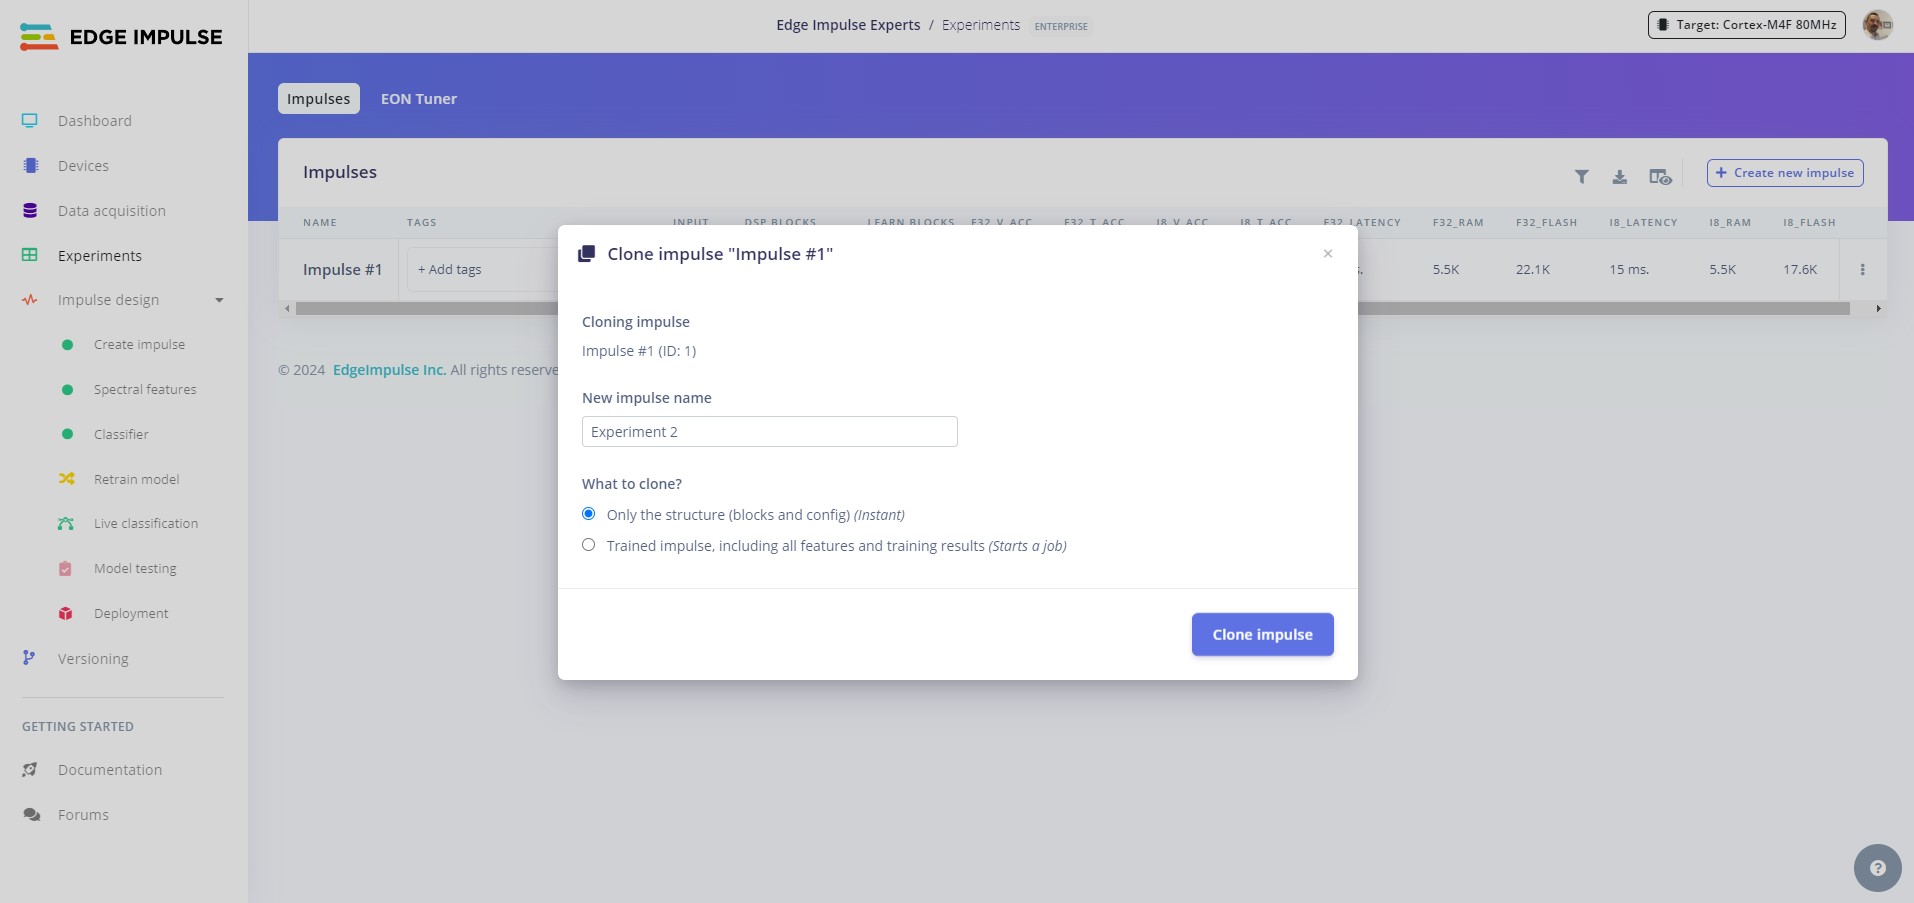 EDGE IMPULSE
Edge Impulse Experts / Experiments ENTERPRISE
Target: Cortex-M4F 80MHz
Dashboard
Devices
Data acquisition
Experiments
Impulse design
Create impulse
Spectral features
Classifier
Retrain model
Live classification
Model testing
Deployment
Versioning
GETTING STARTED
Documentation
Forums
Impulses EON Tuner
Impulses
+ Create new impulse
NAME TAGS INPUT DSP BLOCKS LEARN BLOCKS F32_V_ACC F32_T_ACC I8_V_ACC I8_T_ACC F32_LATENCY F32_RAM F32_FLASH I8_LATENCY I8_RAM I8_FLASH
Impulse #1 + Add tags 5.5K 22.1K 15 ms. 5.5K 17.6K
© 2024 EdgeImpulse Inc. All rights reserve
Clone impulse "Impulse #1"
×
Cloning impulse
Impulse #1 (ID: 1)
New impulse name
Experiment 2
What to clone?
Only the structure (blocks and config) (Instant)
Trained impulse, including all features and training results (Starts a job)
Clone impulse
?